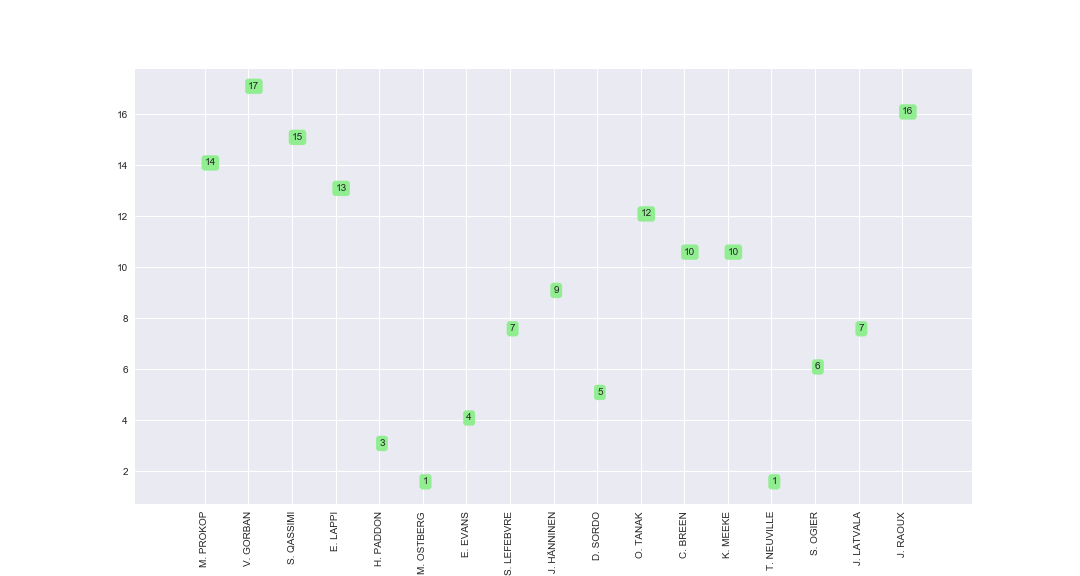 17
16
16
15
14
14
13
12
12
10
10
10
9
8
7
7
6
6
5
4
4
3
2
1
1
M. PROKOP
V. GORBAN
S. QASSIMI
E. LAPPI
H. PADDON
M. OSTBERG
E. EVANS
S. LEFEBVRE
J. HANNINEN
D. SORDO
O. TANAK
C. BREEN
K. MEEKE
T. NEUVILLE
S. OGIER
J. LATVALA
J. RAOUX